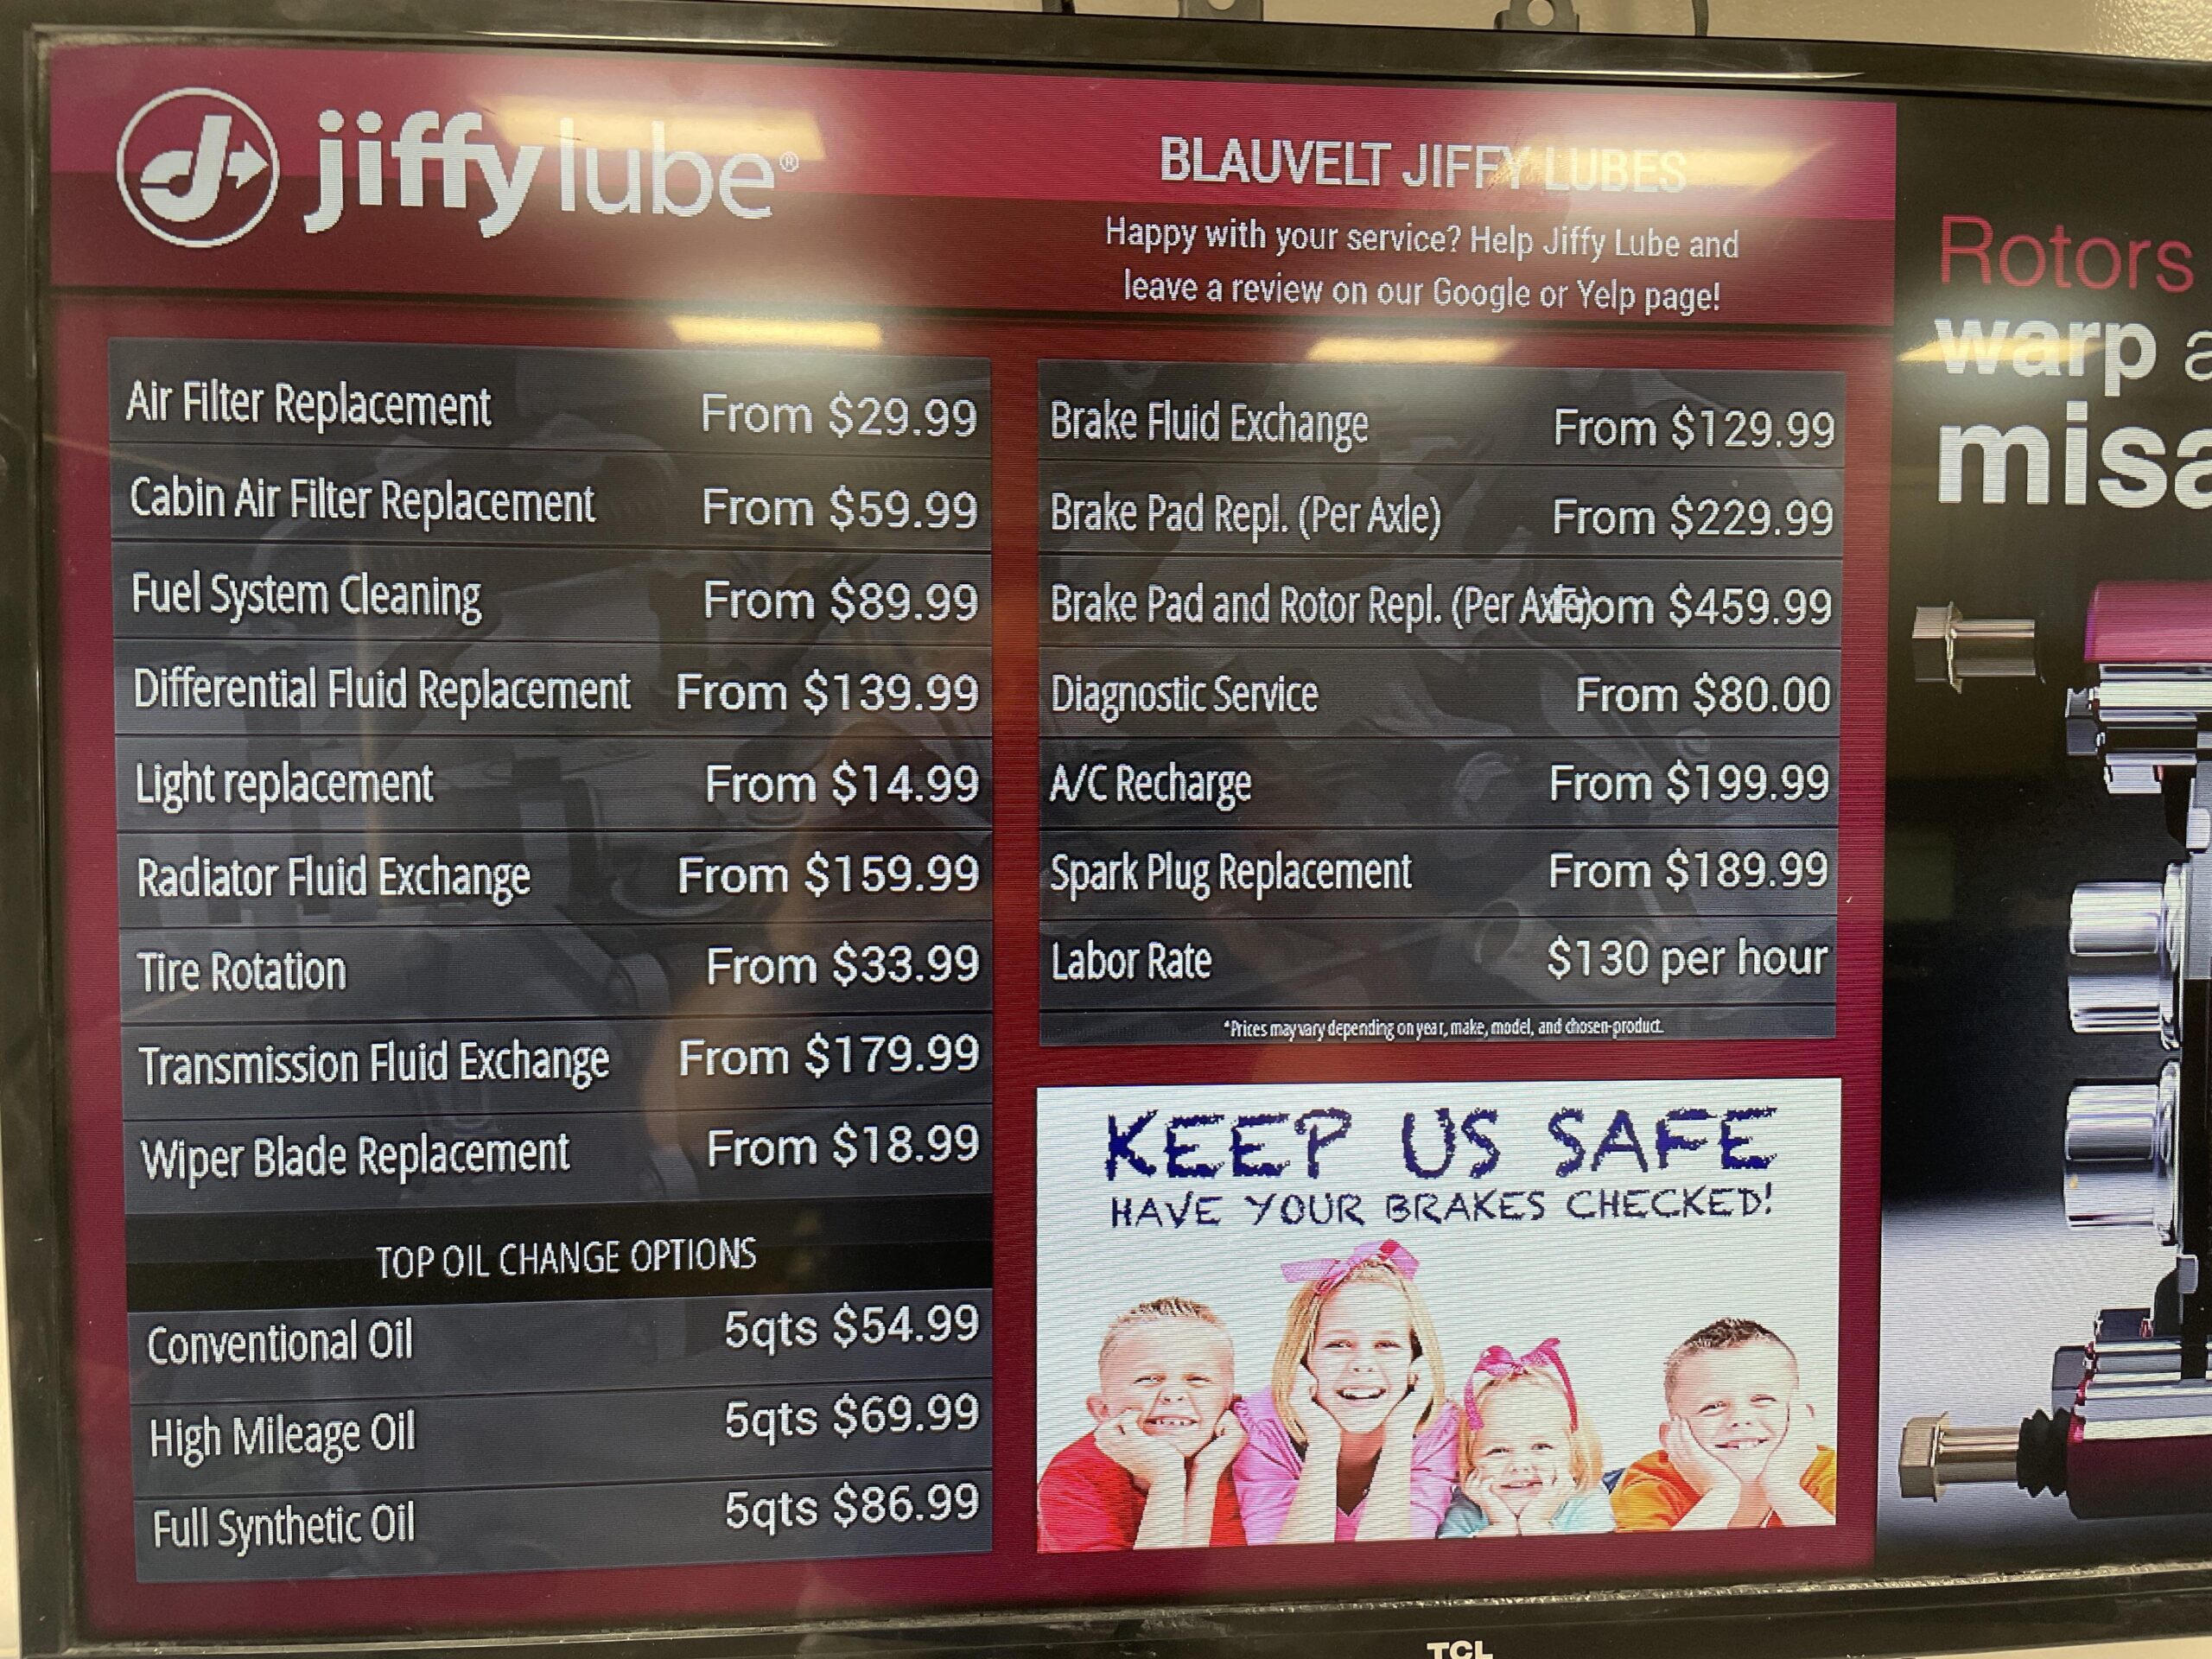 jiffy lube®
BLAUVELT JIFFY LUBES
Happy with your service? Help Jiffy Lube and
leave a review on our Google or Yelp page!
Air Filter Replacement From $29.99
Cabin Air Filter Replacement From $59.99
Fuel System Cleaning From $89.99
Differential Fluid Replacement From $139.99
Light replacement From $14.99
Radiator Fluid Exchange From $159.99
Tire Rotation From $33.99
Transmission Fluid Exchange From $179.99
Wiper Blade Replacement From $18.99
TOP OIL CHANGE OPTIONS
Conventional Oil 5qts $54.99
High Mileage Oil 5qts $69.99
Full Synthetic Oil 5qts $86.99
Brake Fluid Exchange From $129.99
Brake Pad Repl. (Per Axle) From $229.99
Brake Pad and Rotor Repl. (Per Axle) From $459.99
Diagnostic Service From $80.00
A/C Recharge From $199.99
Spark Plug Replacement From $189.99
Labor Rate $130 per hour
*Prices may vary depending on year, make, model, and chosen-product.
KEEP US SAFE
HAVE YOUR BRAKES CHECKED!
Rotors
warp a
misa
TCL